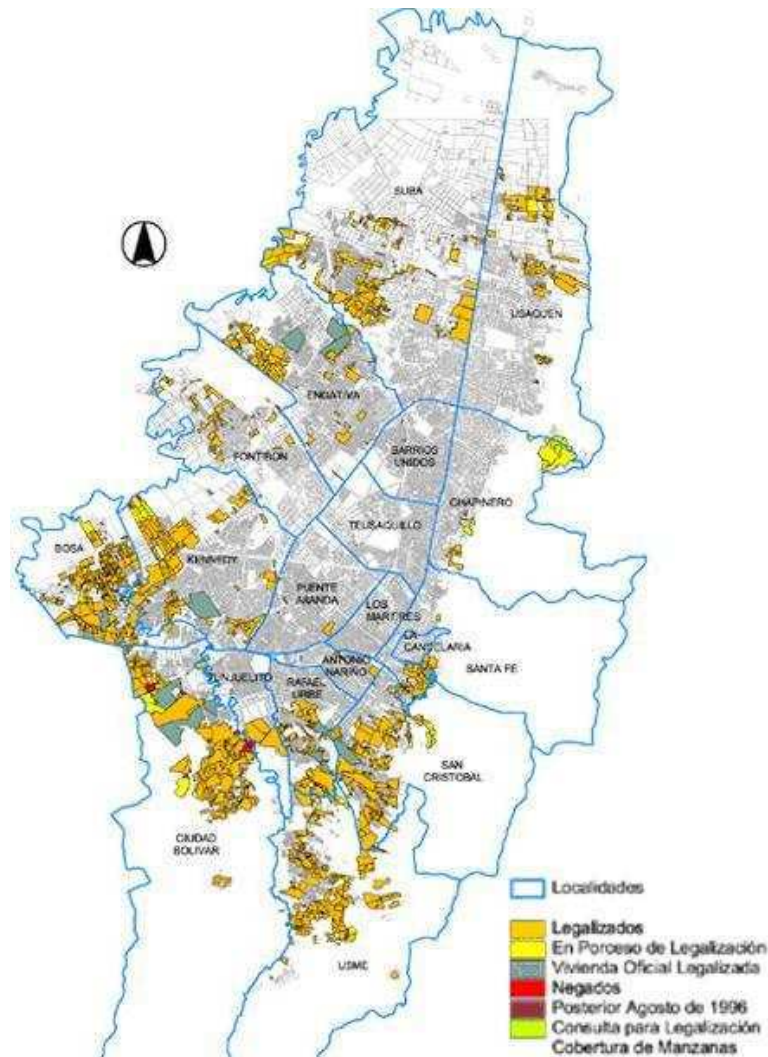 SUBA
USAQUEN
ENGATIVA
BARRIOS
UNIDOS
FONTIBON
CHAPINERO
TEUSAQUILLO
BOSA
KENNEDY
PUENTE
ARANDA
LOS
MARTIRES
LA
CANDELARIA
SANTA FE
ANTONIO
NARIÑO
TUNJUELITO
RAFAEL
URIBE
SAN
CRISTOBAL
CIUDAD
BOLIVAR
USME
Localidades
Legalizados
En Porceso de Legalización
Vivienda Oficial Legalizada
Negados
Posterior Agosto de 1996
Consulta para Legalización
Cobertura de Manzanas